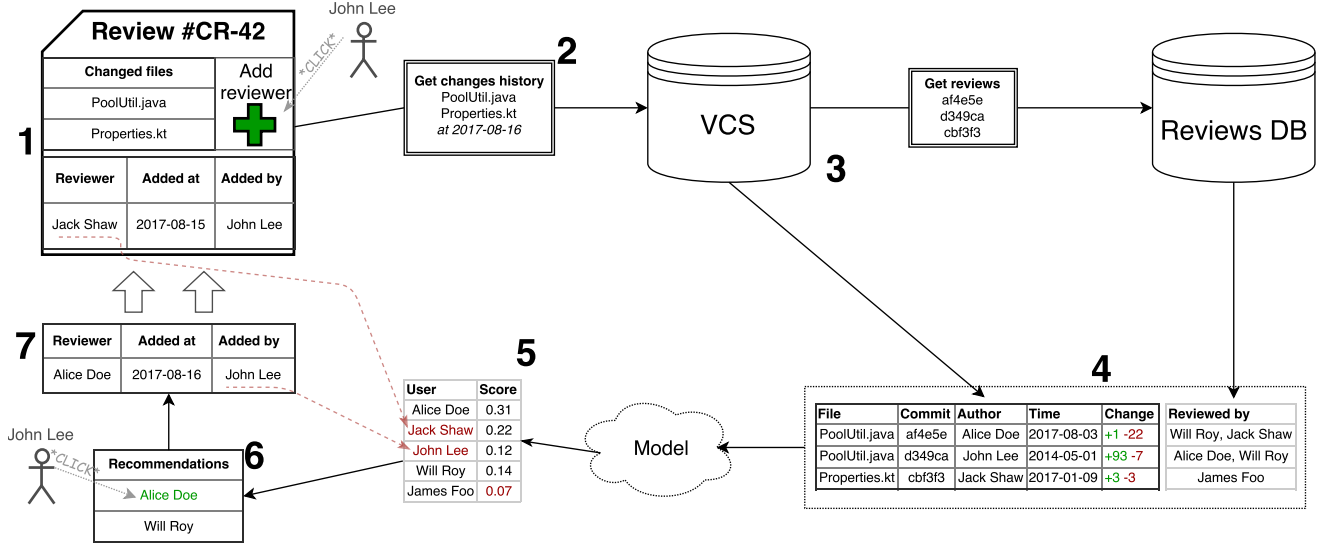 John Lee
Review #CR-42
Changed files
PoolUtil.java
Properties.kt
Add
reviewer
*CLICK*
1
Reviewer Added at Added by
Jack Shaw 2017-08-15 John Lee
2
Get changes history
PoolUtil.java
Properties.kt
at 2017-08-16
VCS
3
Get reviews
af4e5e
d349ca
cbf3f3
Reviews DB
4
File Commit Author Time Change Reviewed by
PoolUtil.java af4e5e Alice Doe 2017-08-03 +1 -22 Will Roy, Jack Shaw
PoolUtil.java d349ca John Lee 2014-05-01 +93 -7 Alice Doe, Will Roy
Properties.kt cbf3f3 Jack Shaw 2017-01-09 +3 -3 James Foo
Model
5
User Score
Alice Doe 0.31
Jack Shaw 0.22
John Lee 0.12
Will Roy 0.14
James Foo 0.07
6
John Lee
*CLICK*
Recommendations
Alice Doe
Will Roy
7
Reviewer Added at Added by
Alice Doe 2017-08-16 John Lee